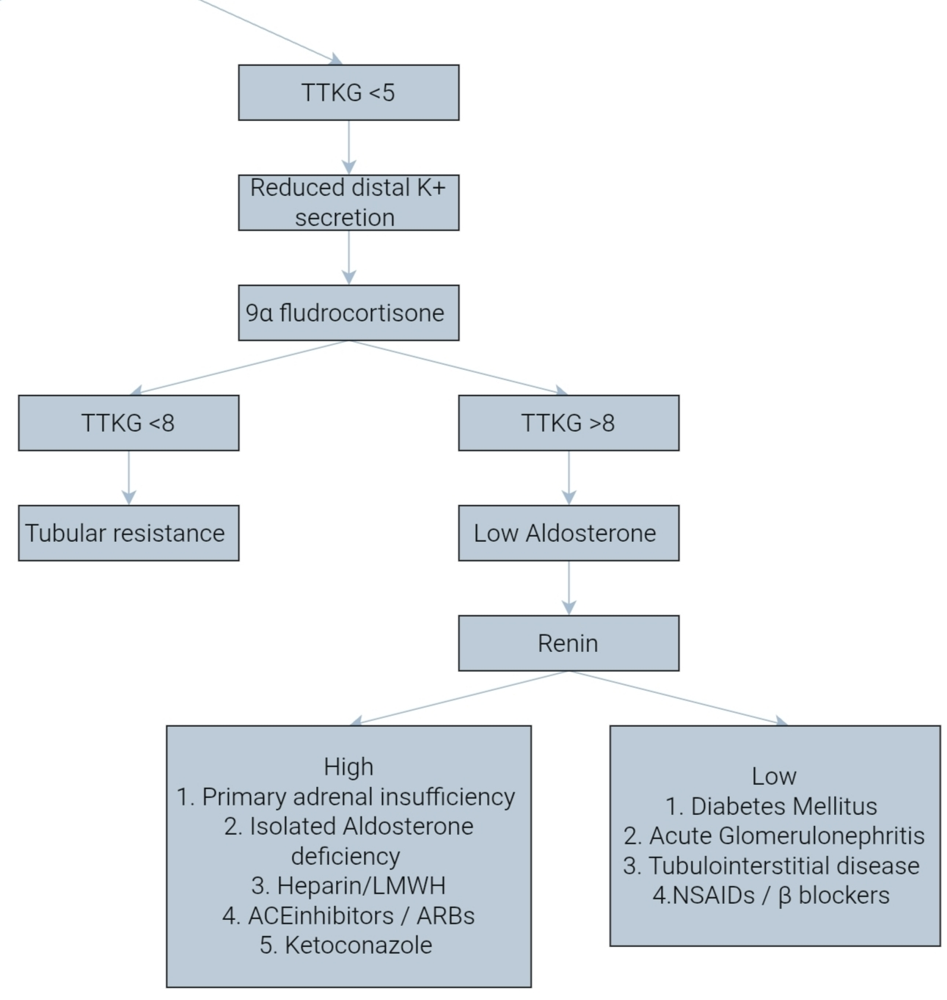 TTKG <5
Reduced distal K+
secretion
9α fludrocortisone
TTKG <8
TTKG >8
Tubular resistance
Low Aldosterone
Renin
High
1. Primary adrenal insufficiency
2. Isolated Aldosterone
deficiency
3. Heparin/LMWH
4. ACEinhibitors / ARBs
5. Ketoconazole
Low
1. Diabetes Mellitus
2. Acute Glomerulonephritis
3. Tubulointerstitial disease
4.NSAIDs / β blockers